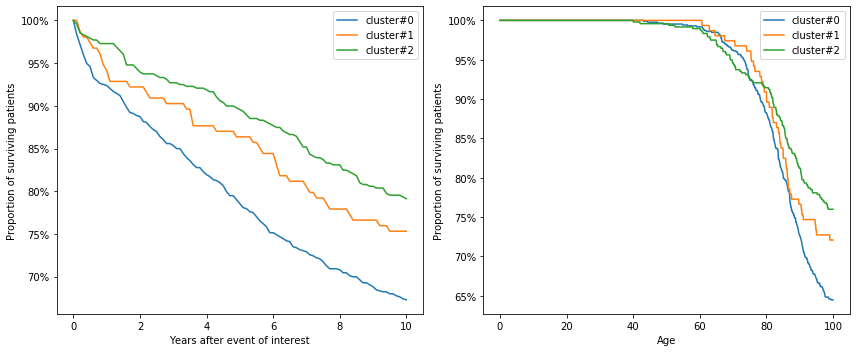 100%
95%
90%
85%
80%
75%
70%
Proportion of surviving patients
0
2
4
6
8
10
Years after event of interest
cluster#0
cluster#1
cluster#2
100%
95%
90%
85%
80%
75%
70%
65%
Proportion of surviving patients
0
20
40
60
80
100
Age
cluster#0
cluster#1
cluster#2